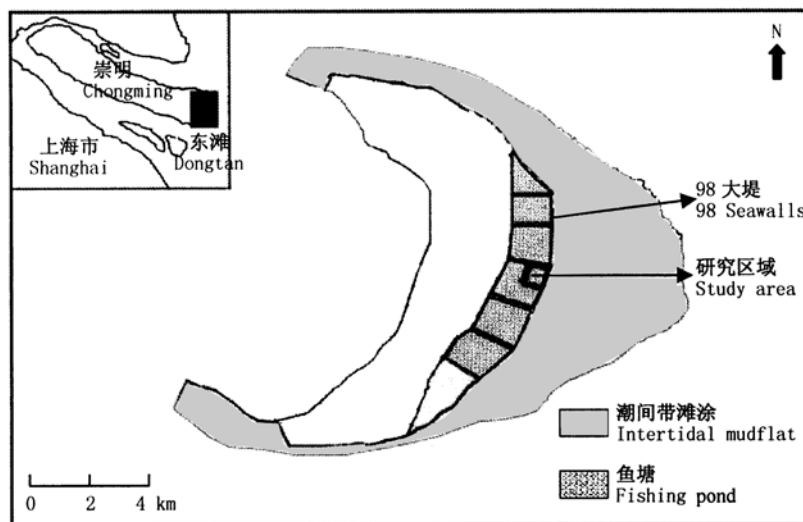 崇明
Chongming
上海市
Shanghai
东滩
Dongtan
N
98 大堤
98 Seawalls
研究区域
Study area
潮间带滩涂
Intertidal mudflat
鱼塘
Fishing pond
0 2 4 km